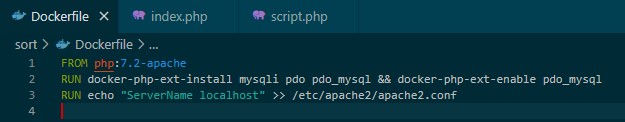 Dockerfile × index.php script.php
sort > Dockerfile > ...
1 FROM php:7.2-apache
2 RUN docker-php-ext-install mysqli pdo pdo_mysql && docker-php-ext-enable pdo_mysql
3 RUN echo "ServerName localhost" >> /etc/apache2/apache2.conf
4